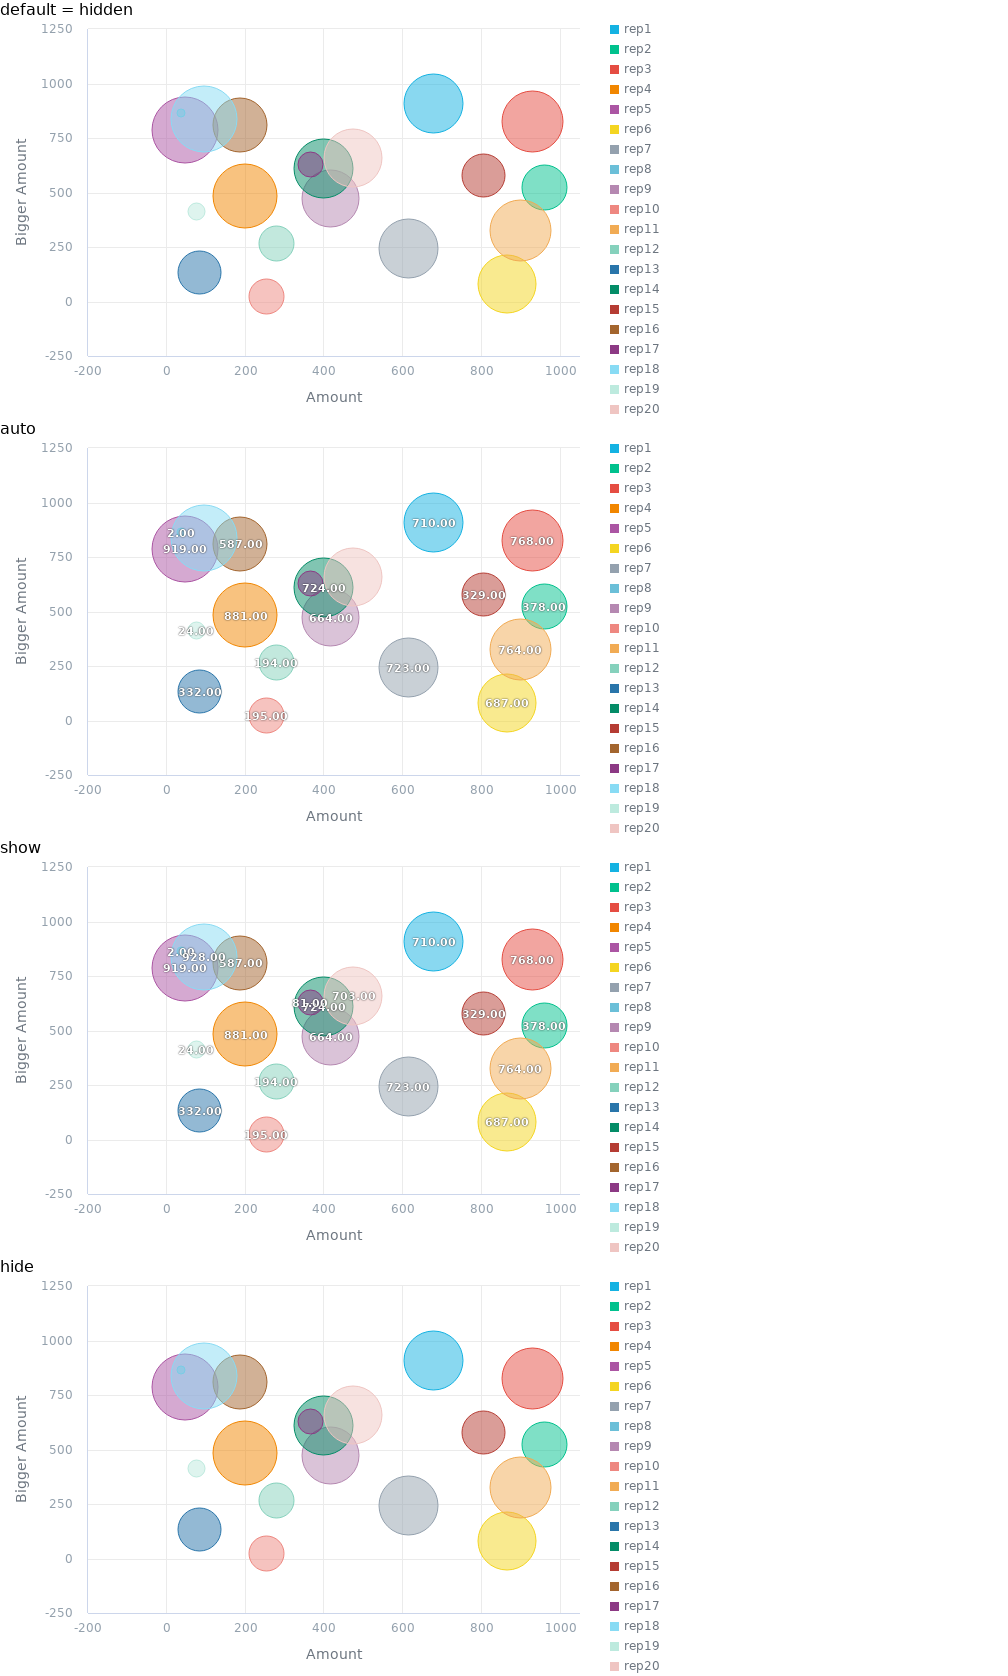 default = hidden
1250
1000
750
500
250
0
-250
-200 0 200 400 600 800 1000
Bigger Amount
Amount
rep1
rep2
rep3
rep4
rep5
rep6
rep7
rep8
rep9
rep10
rep11
rep12
rep13
rep14
rep15
rep16
rep17
rep18
rep19
rep20
auto
1250
1000
750
500
250
0
-250
-200 0 200 400 600 800 1000
Bigger Amount
Amount
710.00
2.00
919.00
587.00
768.00
724.00
329.00
378.00
881.00
664.00
24.00
764.00
194.00
723.00
332.00
687.00
195.00
rep1
rep2
rep3
rep4
rep5
rep6
rep7
rep8
rep9
rep10
rep11
rep12
rep13
rep14
rep15
rep16
rep17
rep18
rep19
rep20
show
1250
1000
750
500
250
0
-250
-200 0 200 400 600 800 1000
Bigger Amount
Amount
710.00
2.00
928.00
919.00
587.00
768.00
703.00
81.00
724.00
329.00
378.00
881.00
664.00
24.00
764.00
194.00
723.00
332.00
687.00
195.00
rep1
rep2
rep3
rep4
rep5
rep6
rep7
rep8
rep9
rep10
rep11
rep12
rep13
rep14
rep15
rep16
rep17
rep18
rep19
rep20
hide
1250
1000
750
500
250
0
-250
-200 0 200 400 600 800 1000
Bigger Amount
Amount
rep1
rep2
rep3
rep4
rep5
rep6
rep7
rep8
rep9
rep10
rep11
rep12
rep13
rep14
rep15
rep16
rep17
rep18
rep19
rep20